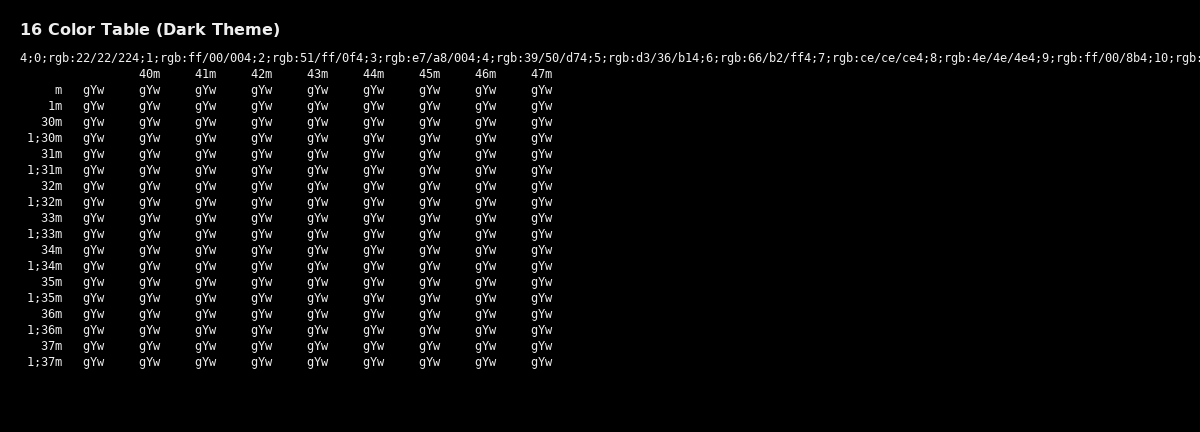 16 Color Table (Dark Theme)
4;0;rgb:22/22/224;1;rgb:ff/00/004;2;rgb:51/ff/0f4;3;rgb:e7/a8/004;4;rgb:39/50/d74;5;rgb:d3/36/b14;6;rgb:66/b2/ff4;7;rgb:ce/ce/ce4;8;rgb:4e/4e/4e4;9;rgb:ff/00/8b4;10;rgb:
40m 41m 42m 43m 44m 45m 46m 47m
m gYw gYw gYw gYw gYw gYw gYw gYw gYw
1m gYw gYw gYw gYw gYw gYw gYw gYw gYw
30m gYw gYw gYw gYw gYw gYw gYw gYw gYw
1;30m gYw gYw gYw gYw gYw gYw gYw gYw gYw
31m gYw gYw gYw gYw gYw gYw gYw gYw gYw
1;31m gYw gYw gYw gYw gYw gYw gYw gYw gYw
32m gYw gYw gYw gYw gYw gYw gYw gYw gYw
1;32m gYw gYw gYw gYw gYw gYw gYw gYw gYw
33m gYw gYw gYw gYw gYw gYw gYw gYw gYw
1;33m gYw gYw gYw gYw gYw gYw gYw gYw gYw
34m gYw gYw gYw gYw gYw gYw gYw gYw gYw
1;34m gYw gYw gYw gYw gYw gYw gYw gYw gYw
35m gYw gYw gYw gYw gYw gYw gYw gYw gYw
1;35m gYw gYw gYw gYw gYw gYw gYw gYw gYw
36m gYw gYw gYw gYw gYw gYw gYw gYw gYw
1;36m gYw gYw gYw gYw gYw gYw gYw gYw gYw
37m gYw gYw gYw gYw gYw gYw gYw gYw gYw
1;37m gYw gYw gYw gYw gYw gYw gYw gYw gYw